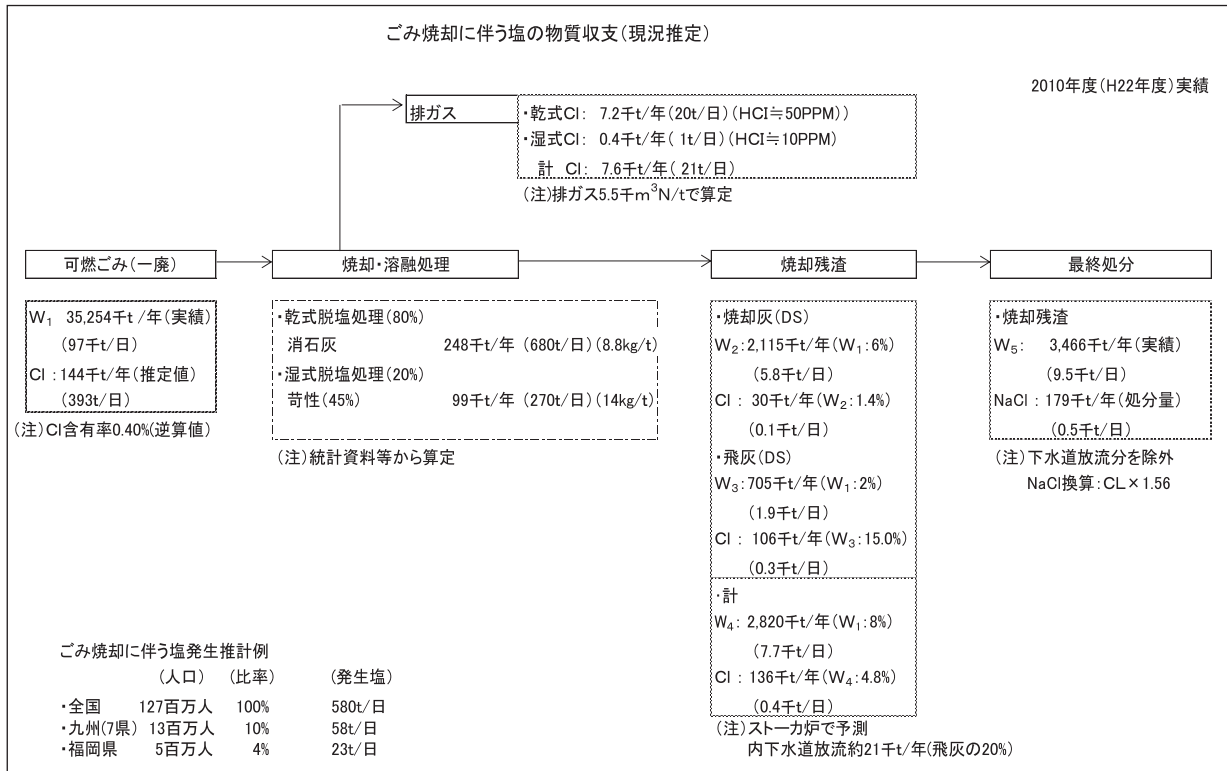 ごみ焼却に伴う塩の物質収支(現況推定)
2010年度(H22年度)実績
排ガス
・乾式Cl: 7.2千t/年(20t/日)(HCl≒50PPM))
・湿式Cl: 0.4千t/年( 1t/日)(HCl≒10PPM)
計 Cl: 7.6千t/年( 21t/日)
(注)排ガス5.5千m³N/tで算定
可燃ごみ(一廃)
焼却・溶融処理
焼却残渣
最終処分
W₁ 35,254千t /年(実績)
(97千t/日)
Cl : 144千t/年(推定値)
(393t/日)
(注) Cl含有率0.40%(逆算値)
・乾式脱塩処理(80%)
消石灰 248千t/年 (680t/日) (8.8kg/t)
・湿式脱塩処理(20%)
苛性(45%) 99千t/年 (270t/日) (14kg/t)
(注)統計資料等から算定
・焼却灰(DS)
W₂:2,115千t/年(W₁:6%)
(5.8千t/日)
Cl : 30千t/年(W₂:1.4%)
(0.1千t/日)
・飛灰(DS)
W₃:705千t/年(W₁:2%)
(1.9千t/日)
Cl : 106千t/年(W₃:15.0%)
(0.3千t/日)
・計
W₄: 2,820千t/年(W₁:8%)
(7.7千t/日)
Cl : 136千t/年(W₄:4.8%)
(0.4千t/日)
(注)ストーカ炉で予測
内下水道放流約21千t/年(飛灰の20%)
・焼却残渣
W₅: 3,466千t/年(実績)
(9.5千t/日)
NaCl : 179千t/年(処分量)
(0.5千t/日)
(注)下水道放流分を除外
NaCl換算:CL×1.56
ごみ焼却に伴う塩発生推計例
(人口) (比率) (発生塩)
・全国 127百万人 100% 580t/日
・九州(7県) 13百万人 10% 58t/日
・福岡県 5百万人 4% 23t/日